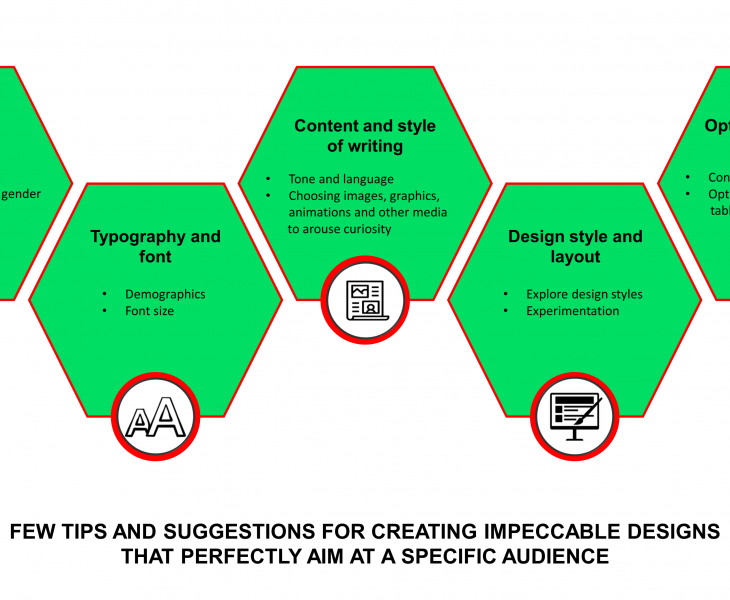 gender
Typography and
font
• Demographics
• Font size
Content and style
of writing
• Tone and language
• Choosing images, graphics,
animations and other media
to arouse curiosity
Design style and
layout
• Explore design styles
• Experimentation
Opt
• Con
• Opt
tabl
FEW TIPS AND SUGGESTIONS FOR CREATING IMPECCABLE DESIGNS
THAT PERFECTLY AIM AT A SPECIFIC AUDIENCE